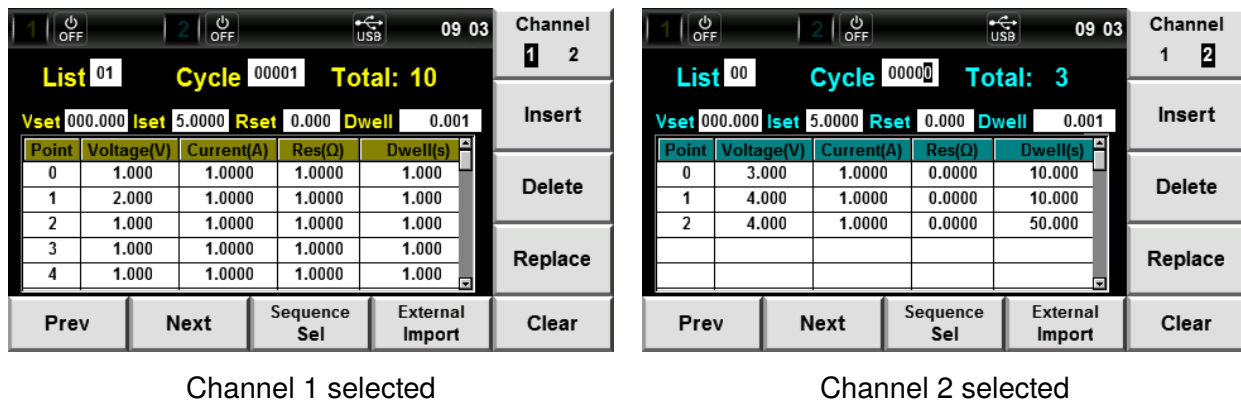 1 OFF 2 OFF USB 09 03
Channel
1 2
List 01 Cycle 00001 Total: 10
Vset 000.000 Iset 5.0000 Rset 0.000 Dwell 0.001
Point Voltage(V) Current(A) Res(Ω) Dwell(s)
0 1.000 1.0000 1.0000 1.000
1 2.000 1.0000 1.0000 1.000
2 1.000 1.0000 1.0000 1.000
3 1.000 1.0000 1.0000 1.000
4 1.000 1.0000 1.0000 1.000
Insert
Delete
Replace
Prev Next Sequence Sel External Import Clear
Channel 1 selected
1 OFF 2 OFF USB 09 03
Channel
1 2
List 00 Cycle 00000 Total: 3
Vset 000.000 Iset 5.0000 Rset 0.000 Dwell 0.001
Point Voltage(V) Current(A) Res(Ω) Dwell(s)
0 3.000 1.0000 0.0000 10.000
1 4.000 1.0000 0.0000 10.000
2 4.000 1.0000 0.0000 50.000
Insert
Delete
Replace
Prev Next Sequence Sel External Import Clear
Channel 2 selected